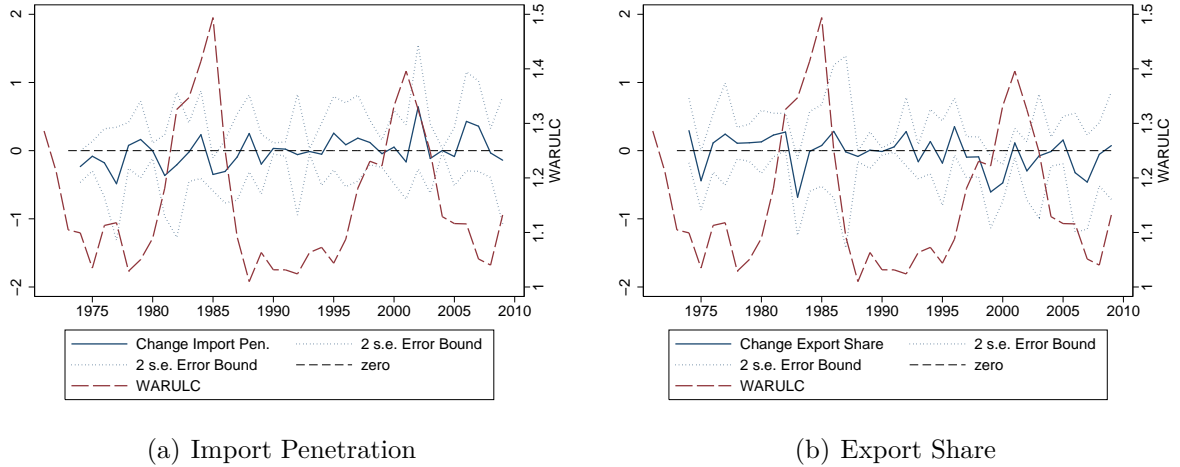 2
1
0
−1
−2
1.5
1.4
1.3
1.2
1.1
1
WARULC
1975 1980 1985 1990 1995 2000 2005 2010
Change Import Pen. 2 s.e. Error Bound
2 s.e. Error Bound zero
WARULC
(a) Import Penetration
2
1
0
−1
−2
1.5
1.4
1.3
1.2
1.1
1
WARULC
1975 1980 1985 1990 1995 2000 2005 2010
Change Export Share 2 s.e. Error Bound
2 s.e. Error Bound zero
WARULC
(b) Export Share